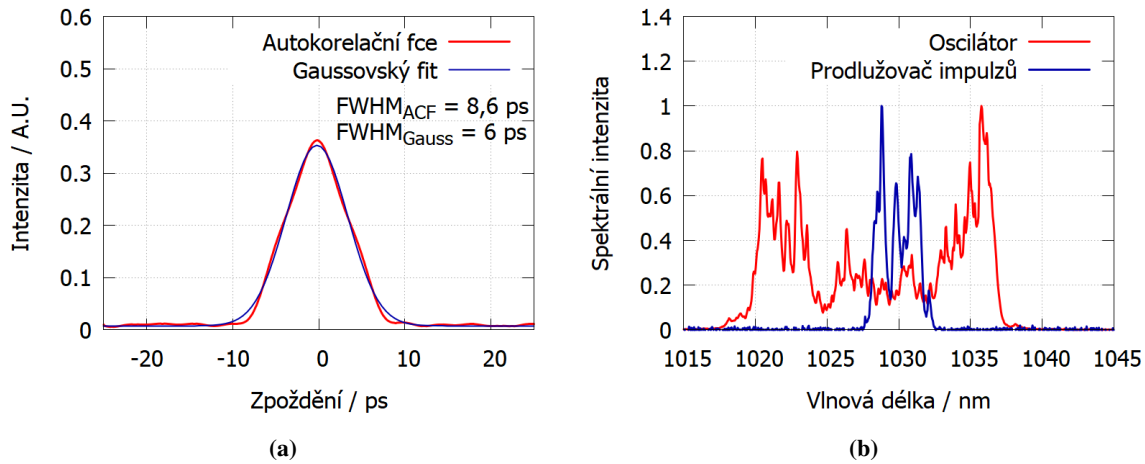 0.6
0.5
0.4
0.3
0.2
0.1
0
-20 -10 0 10 20
Intenzita / A.U.
Zpoždění / ps
Autokorelační fce
Gaussovský fit
FWHM_ACF = 8,6 ps
FWHM_Gauss = 6 ps
(a)
1.4
1.2
1
0.8
0.6
0.4
0.2
0
1015 1020 1025 1030 1035 1040 1045
Spektrální intenzita
Vlnová délka / nm
Oscilátor
Prodlužovač impulzů
(b)